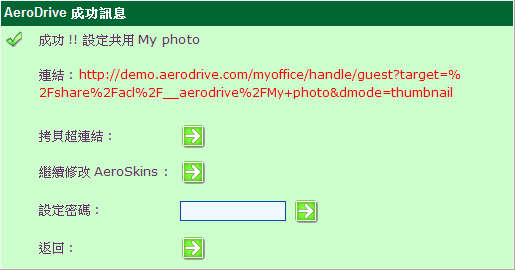 AeroDrive 成功訊息
成功 !! 設定共用 My photo
連結 : http://demo.aerodrive.com/myoffice/handle/guest?target=%
2Fshare%2Facl%2F__aerodrive%2FMy+photo&dmode=thumbnail
拷貝超連結 :
繼續修改 AeroSkins :
設定密碼 :
返回 :